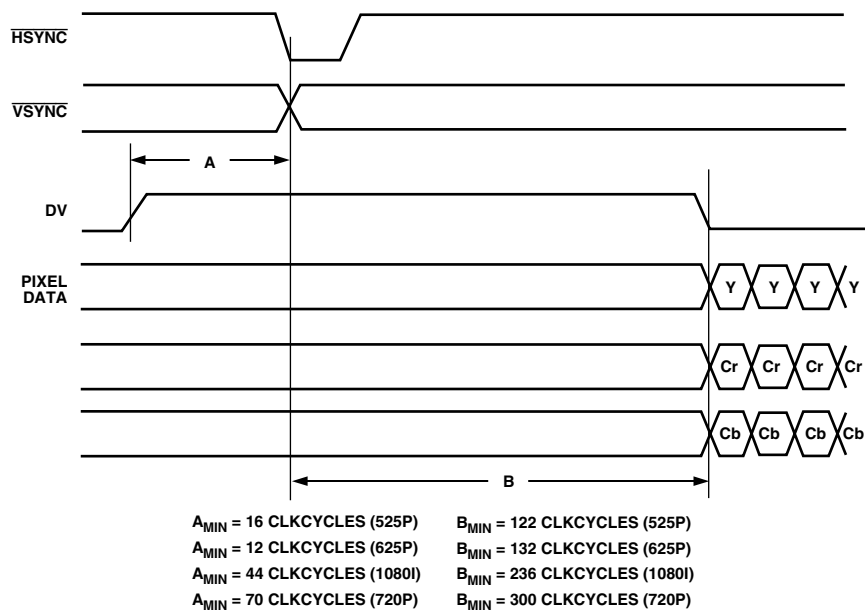 HSYNC
VSYNC
A
DV
PIXEL
DATA
Y Y Y Y
Cr Cr Cr Cr
Cb Cb Cb Cb
B
AMIN = 16 CLKCYCLES (525P) BMIN = 122 CLKCYCLES (525P)
AMIN = 12 CLKCYCLES (625P) BMIN = 132 CLKCYCLES (625P)
AMIN = 44 CLKCYCLES (1080I) BMIN = 236 CLKCYCLES (1080I)
AMIN = 70 CLKCYCLES (720P) BMIN = 300 CLKCYCLES (720P)